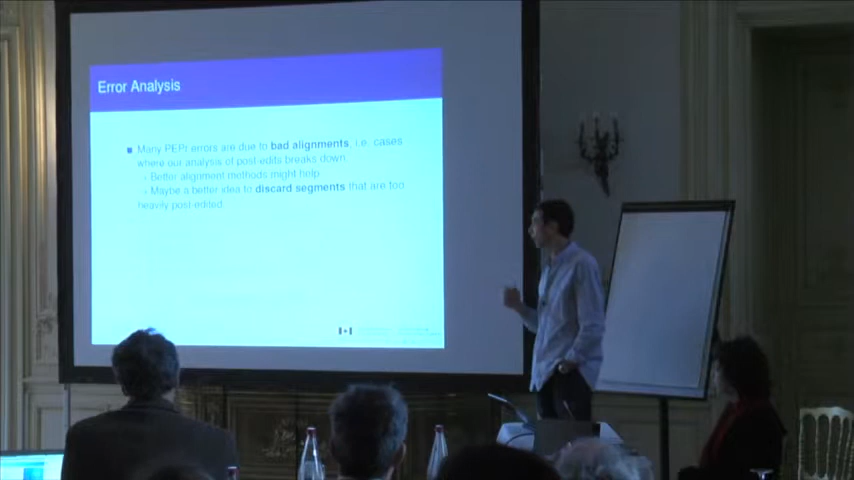 Error Analysis
Many PEPr errors are due to bad alignments, i.e. cases
where our analysis of post-edits breaks down.
Better alignment methods might help.
Maybe a better idea to discard segments that are too
heavily post-edited.